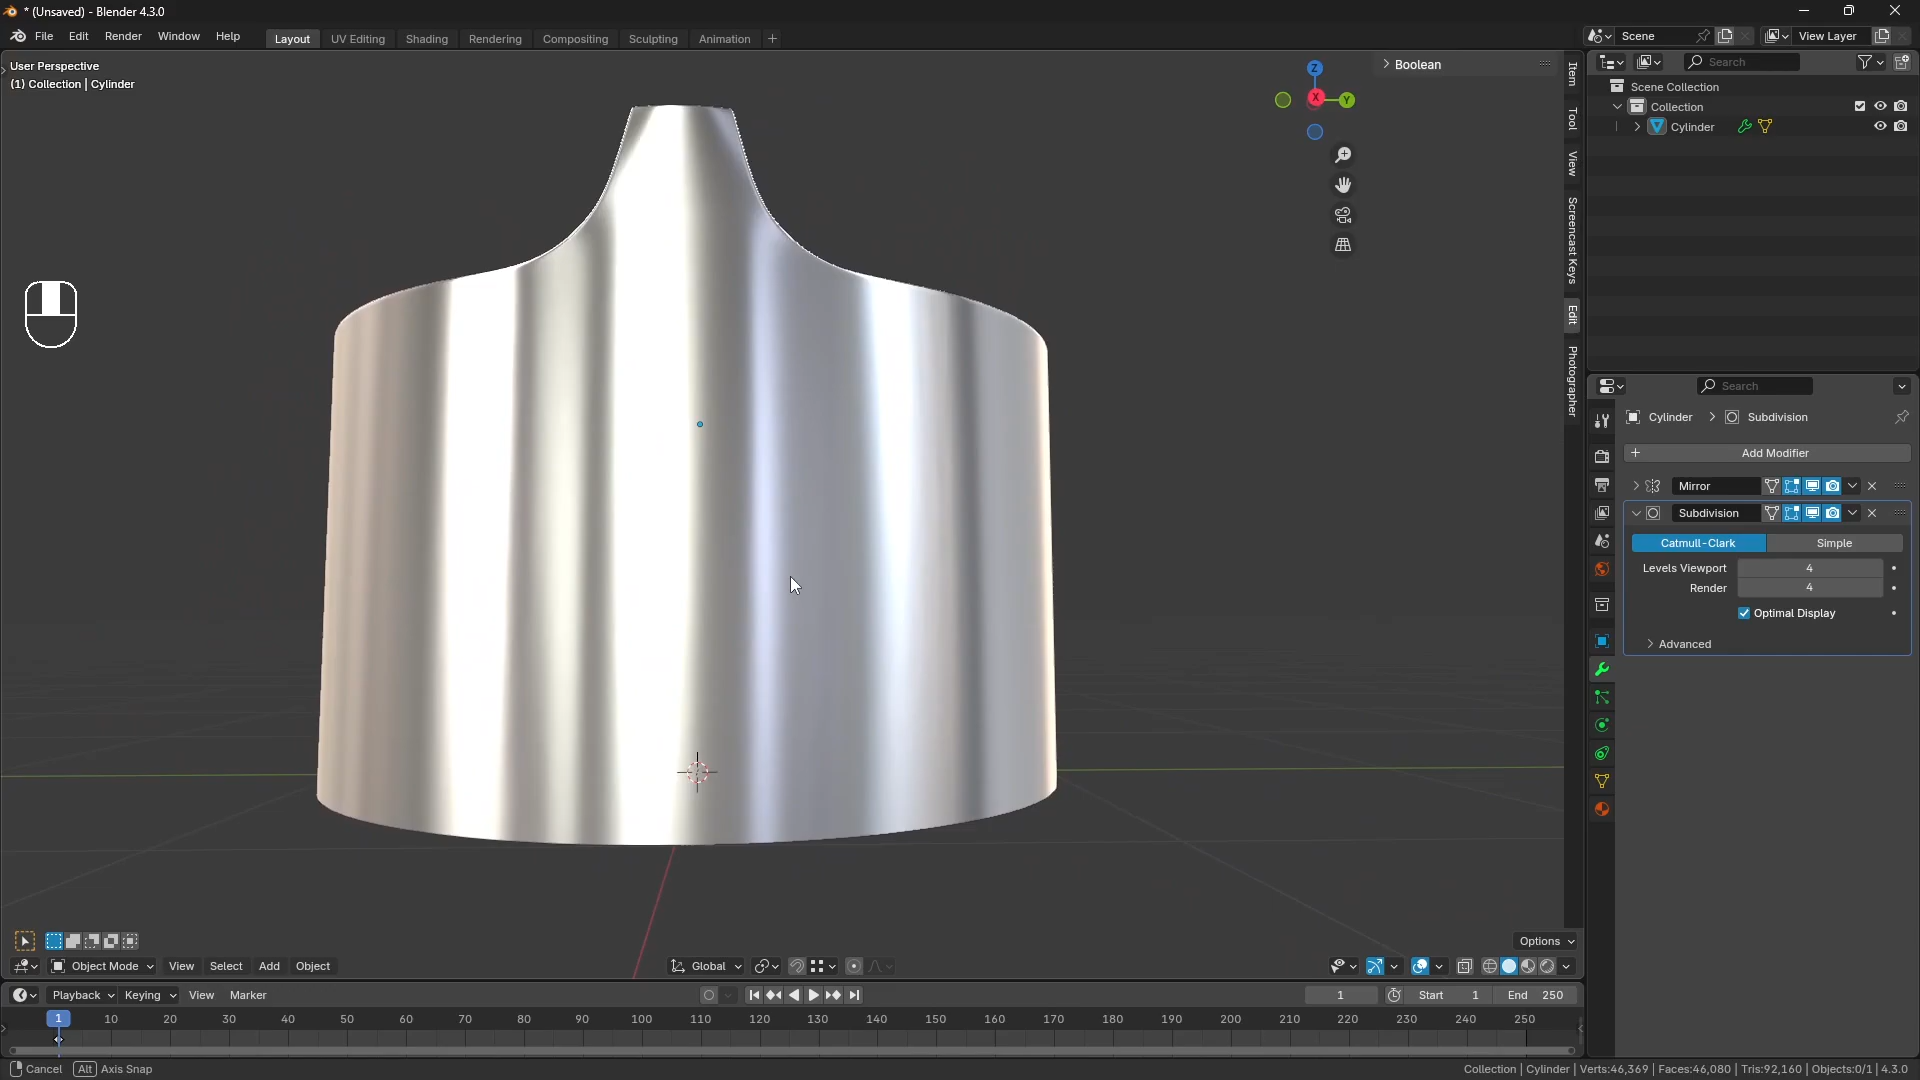 * (Unsaved) - Blender 4.3.0
File Edit Render Window Help
Layout UV Editing Shading Rendering Compositing Sculpting Animation +
Scene
View Layer
User Perspective
(1) Collection | Cylinder
Boolean
Z
X
Y
Item
Tool
View
Screencast Keys
Edit
Photographer
Search
Scene Collection
Collection
Cylinder
Search
Cylinder > Subdivision
+ Add Modifier
Mirror
Subdivision
Catmull-Clark Simple
Levels Viewport 4
Render 4
Optimal Display
Advanced
Options
Object Mode View Select Add Object
Global
Playback Keying View Marker
1 Start 1 End 250
1 10 20 30 40 50 60 70 80 90 100 110 120 130 140 150 160 170 180 190 200 210 220 230 240 250
Cancel Alt Axis Snap
Collection | Cylinder | Verts:46,369 | Faces:46,080 | Tris:92,160 | Objects:0/1 | 4.3.0